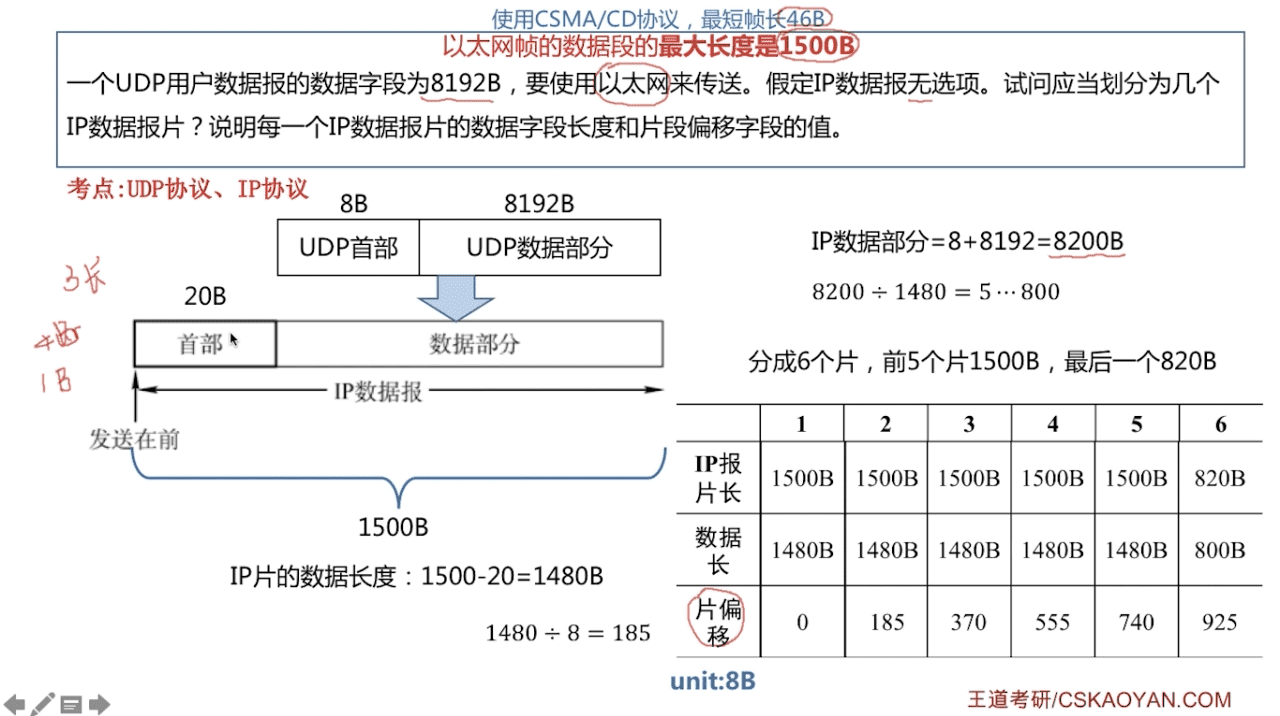 使用CSMA/CD协议，最短帧长46B
以太网帧的数据段的最大长度是1500B
一个UDP用户数据报的数据字段为8192B，要使用以太网来传送。假定IP数据报无选项。试问应当划分为几个
IP数据报片？说明每一个IP数据报片的数据字段长度和片段偏移字段的值。
考点:UDP协议、IP协议
8B 8192B
UDP首部 UDP数据部分
3长
20B
首部 数据部分
1B
IP数据报
发送在前
1500B
IP片的数据长度：1500-20=1480B
1480÷8=185
IP数据部分=8+8192=8200B
8200÷1480=5⋯800
分成6个片，前5个片1500B，最后一个820B
1 2 3 4 5 6
IP报
片长 1500B 1500B 1500B 1500B 1500B 820B
数据
长 1480B 1480B 1480B 1480B 1480B 800B
片偏
移 0 185 370 555 740 925
unit:8B
王道考研/CSKAOYAN.COM